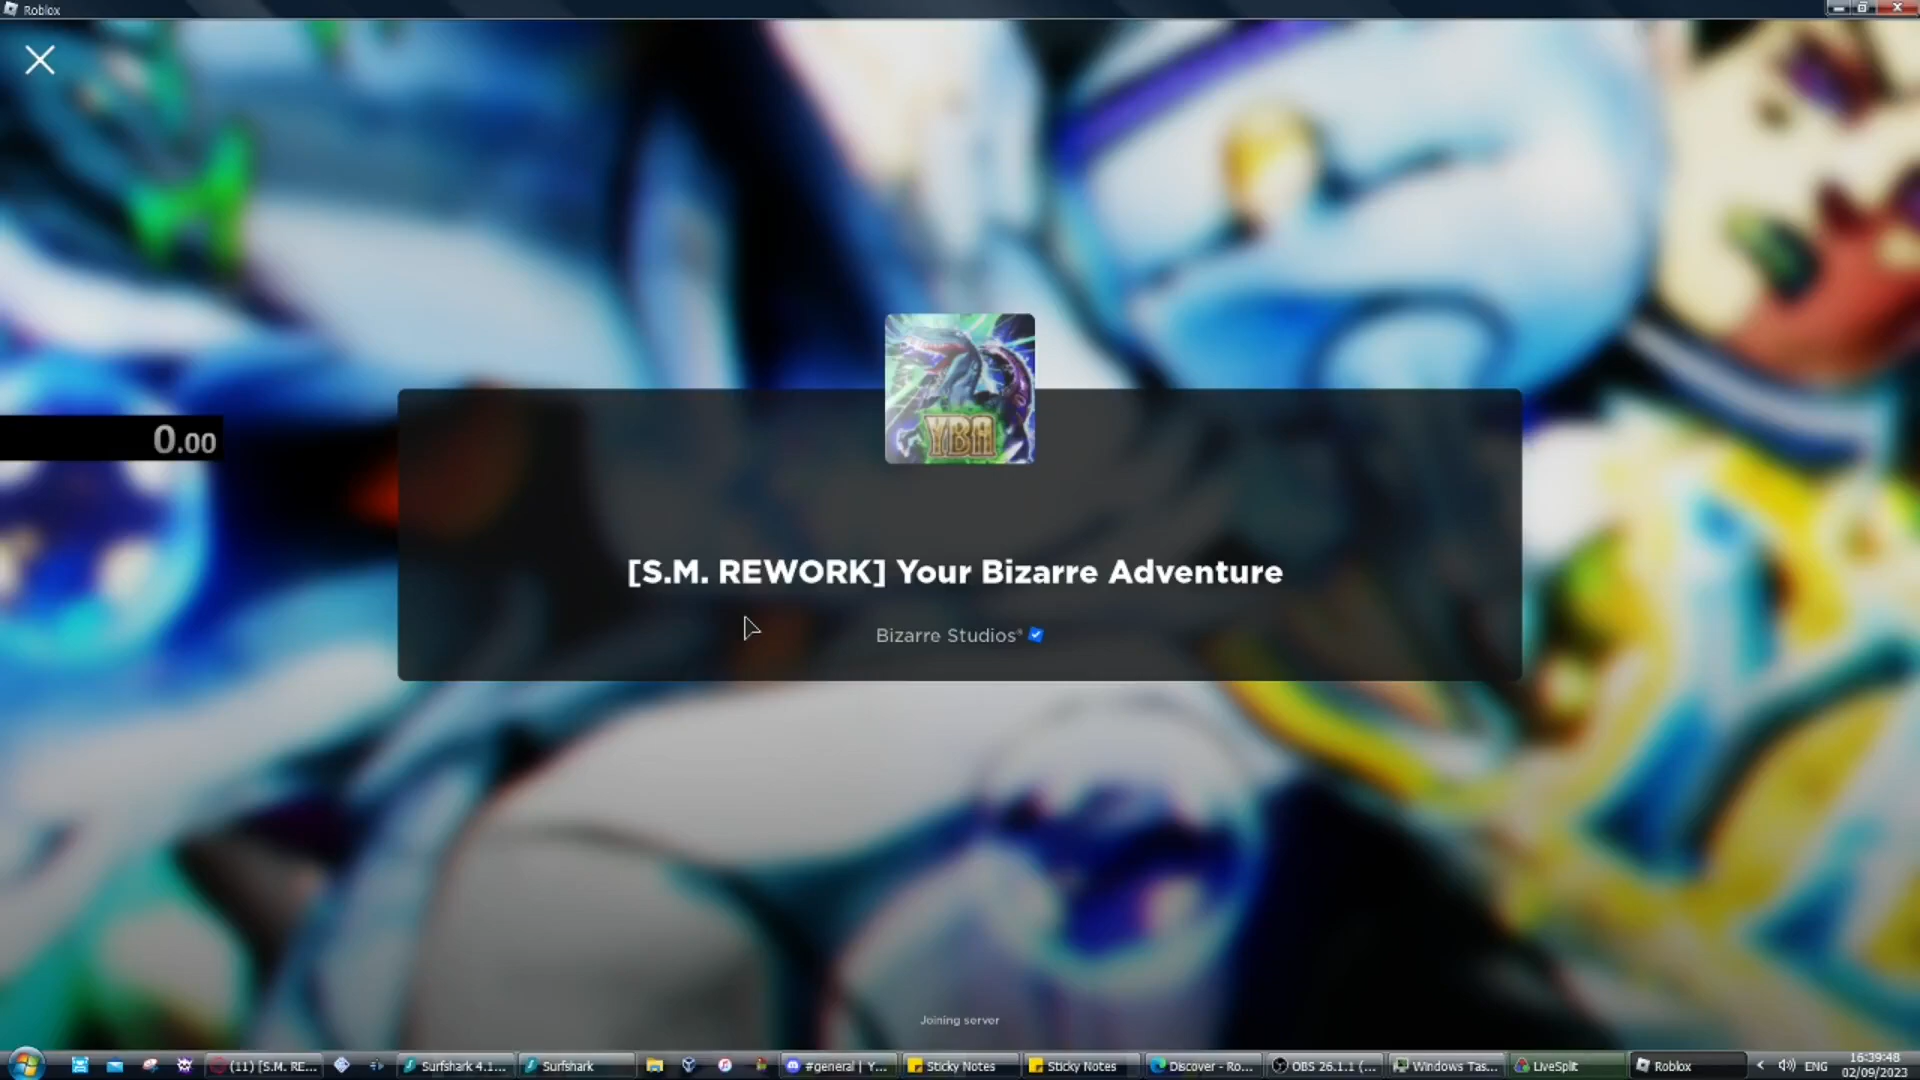 Roblox
YBA
0.00
[S.M. REWORK] Your Bizarre Adventure
Bizarre Studios®
Joining server
(11) [S.M. RE...
Surfshark 4.1...
Surfshark
#general | Y...
Sticky Notes
Sticky Notes
Discover - Ro...
OBS 26.1.1 (...
Windows Tas...
LiveSplit
Roblox
ENG
16:39:48
02/09/2023